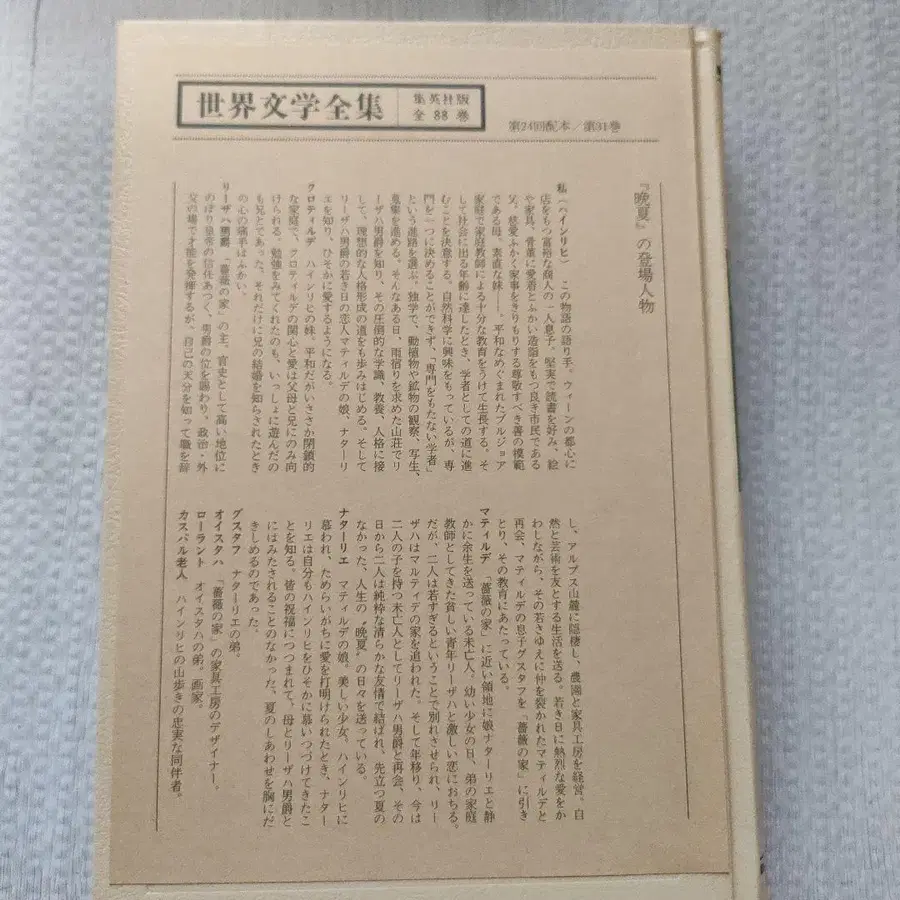 世界文学全集
集英社版
全88巻
第24回配本／第31巻
『晩夏』の登場人物
私（ハインリヒ）　この物語の語り手。ウィーンの都心に
店をもつ富裕な商人の一人息子。堅実で読書を好み、絵
や家具、骨董に愛着とふかい造詣をもつ良き市民である
父、慈愛ふかく家事をきりもりする尊敬すべき善の模範
である母、素直な妹――、平和なめぐまれたブルジョア
家庭で家庭教師による十分な教育をうけて生長する。そ
して社会に出る年齢に達したとき、学者としての道に進
むことを決意する。自然科学に興味をもっているが、専
門を一つに決めることができず、「専門をもたない学者」
という進路を選ぶ。独学で、動植物や鉱物の観察、写生、
蒐集を進める。そんなある日、雨宿りを求めた山荘でリ
ーザハ男爵を知り、その圧倒的な学識、教養、人格に接
して、理想的な人格形成の道をも歩みはじめる。そして
リーザハ男爵の若き日の恋人マティルデの娘、ナターリ
エを知り、ひそかに愛するようになる。
クロティルデ　ハインリヒの妹。平和だがいささか閉鎖的
な家庭で、クロティルデの関心と愛は父母と兄にのみ向
けられる。勉強をみてくれたのも、いっしょに遊んだの
も兄とであった。それだけに兄の結婚を知らされたとき
の心の痛手はふかい。
リーザハ男爵　「薔薇の家」の主。官史として高い地位に
のぼり皇帝の信任あつく、男爵の位を賜わり、政治・外
交の場で才能を発揮するが、自己の天分を知って職を辞
し、アルプス山麓に隠棲し、農園と家具工房を経営。自
然と芸術を友とする生活を送る。若き日に熱烈な愛をか
わしながら、その若さゆえに仲を裂かれたマティルデと
再会、マティルデの息子グスタフを「薔薇の家」に引き
とり、その教育にあたっている。
マティルデ　「薔薇の家」に近い領地に娘ナターリエと静
かに余生を送っている未亡人。幼い少女の日、弟の家庭
教師としてきた貧しい青年リーザハと激しい恋におちる。
だが、二人は若すぎるということで別れさせられ、リー
ザハはマルティデの家を追われた。そして年移り、今は
二人の子を持つ未亡人としてリーザハ男爵と再会、その
日から二人は純粋な清らかな友情で結ばれ、先立つ夏の
なかった、人生の〝晩夏〟の日々を送っている。
ナターリエ　マティルデの娘。美しい少女。ハインリヒに
慕われ、ためらいがちに愛を打明けられたとき、ナター
リエは自分もハインリヒをひそかに慕いつづけてきたこ
とを知る。皆の祝福につつまれて、母とリーザハ男爵と
にはみたされることのなかった、夏のしあわせを胸にだ
きしめるのであった。
グスタフ　ナターリエの弟。
オイスタハ　「薔薇の家」の家具工房のデザイナー。
ローラント　オイスタハの弟。画家。
カスパル老人　ハインリヒの山歩きの忠実な同伴者。